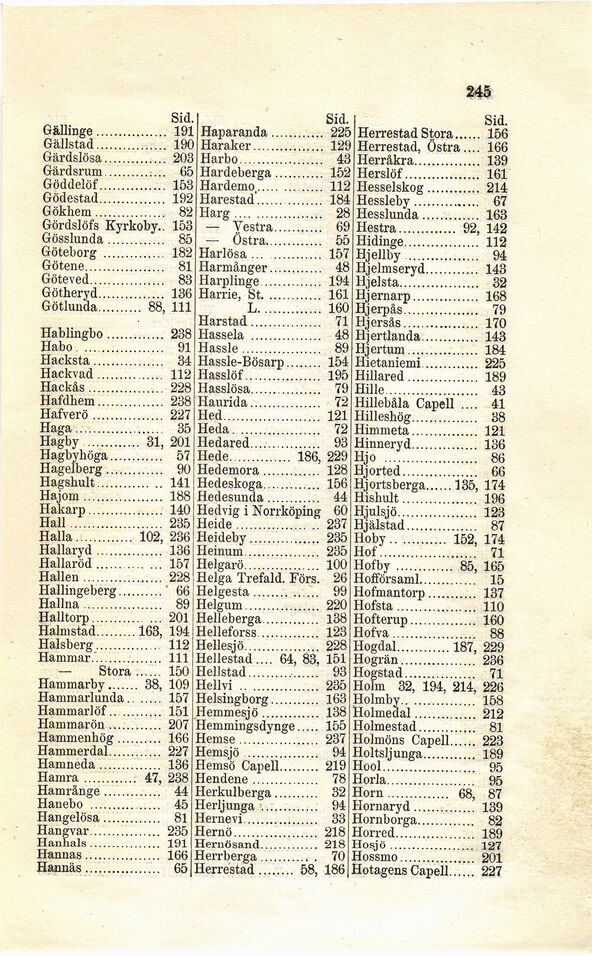 245
Sid.
Gällinge ............... 191
Gällstad ............... 190
Gärdslösa ............. 203
Gärdsrum ............. 65
Göddelöf ............... 153
Gödestad ............... 192
Gökhem ............... 82
Gördslöfs Kyrkoby.. 153
Gösslunda ............. 85
Göteborg ............. 182
Götene ................. 81
Göteved ................ 83
Götheryd ............... 136
Götlunda ......... 88, 111
Hablingbo ............. 238
Habo ................... 91
Hacksta ................ 34
Hackvad ............... 112
Hackås ................. 228
Hafdhem ............... 238
Hafverö ................ 227
Haga ................... 35
Hagby ............ 31, 201
Hagbyhöga ............ 57
Hagelberg ............. 90
Hagshult ............... 141
Hajom .................. 188
Hakarp ................. 140
Hall ..................... 235
Halla ............ 102, 236
Hallaryd ............... 136
Hallaröd ............... 157
Hallen .................. 228
Hallingeberg .......... 66
Hallna .................. 89
Halltorp ................ 201
Halmstad ........ 163, 194
Halsberg ............... 112
Hammar ............... 111
— Stora ...... 150
Hammarby ...... 38, 109
Hammarlunda ........ 157
Hammarlöf ............ 151
Hammarön ............ 207
Hammenhög .......... 166
Hammerdal ............ 227
Hamneda .............. 136
Hamra ............ 47, 238
Hamrånge ............. 44
Hanebo ................ 45
Hangelösa ............. 81
Hangvar ................ 235
Hanhals ................ 191
Hannas ................. 166
Hannäs ................. 65
Sid.
Haparanda ............ 225
Haraker ................ 129
Harbo ................... 43
Hardeberga ............ 152
Hardemo ............... 112
Harestad ............... 184
Harg .................... 28
— Vestra ........... 69
— Östra ............. 55
Harlösa ................. 157
Harmånger ............ 48
Harplinge .............. 194
Harrie, St. ............. 161
L. ............. 160
Harstad ................. 71
Hassela ................. 48
Hassle ................... 89
Hassle-Bösarp ........ 154
Hasslöf .................. 195
Hasslösa ................ 79
Haurida ................. 72
Hed ...................... 121
Heda ..................... 72
Hedared ................. 93
Hede ............. 186, 229
Hedemora .............. 128
Hedeskoga .............. 156
Hedesunda ............. 44
Hedvig i Norrköping 60
Heide .................... 237
Heideby ................. 235
Heinum ................. 235
Helgarö ................. 100
Helga Trefald. Förs. 26
Helgesta ................ 99
Helgum ................. 220
Helleberga .............. 138
Helleforss ............... 123
Hellesjö ................. 228
Hellestad .... 64, 83, 151
Hellstad ................. 93
Hellvi .................... 235
Helsingborg ............ 163
Hemmesjö .............. 138
Hemmingsdynge ..... 155
Hemse ................... 237
Hemsjö .................. 94
Hemsö Capell ......... 219
Hendene ................ 78
Herkulberga ........... 32
Herljunga .............. 94
Hernevi ................. 33
Hernö ................... 218
Hernösand ............. 218
Herrberga .............. 70
Herrestad ........ 58, 186
Sid.
Herrestad Stora ...... 156
Herrestad, Östra .... 166
Herråkra ............... 139
Herslöf ................. 161
Hesselskog ............ 214
Hessleby ............... 67
Hesslunda ............. 163
Hestra ............ 92, 142
Hidinge ................ 112
Hjellby ................. 94
Hjelmseryd ........... 143
Hjelsta ................. 32
Hjernarp ............... 168
Hjerpås ................ 79
Hjersås ................. 170
Hjertlanda ............. 143
Hjertum ................ 184
Hietaniemi ............ 225
Hillared ................ 189
Hille .................... 43
Hillebåla Capell .... 41
Hilleshög .............. 38
Himmeta .............. 121
Hinneryd .............. 136
Hjo ..................... 86
Hjorted ................ 66
Hjortsberga ..... 135, 174
Hishult ................. 196
Hjulsjö ................. 123
Hjälstad ................ 87
Hoby ............ 152, 174
Hof ..................... 71
Hofby ............ 85, 165
Hofförsaml. ........... 15
Hofmantorp .......... 137
Hofsta .................. 110
Hofterup ............... 160
Hofva ................... 88
Hogdal ........... 187, 229
Hogrän ................. 236
Hogstad ................ 71
Holm 32, 194, 214, 226
Holmby ................ 158
Holmedal .............. 212
Holmestad ............. 81
Holmöns Capell ...... 223
Holtsljunga ............ 189
Hool .................... 95
Horla ................... 95
Horn .............. 68, 87
Hornaryd .............. 139
Hornborga ............. 82
Horred ................. 189
Hosjö ................... 127
Hossmo ................ 201
Hotagens Capell ...... 227